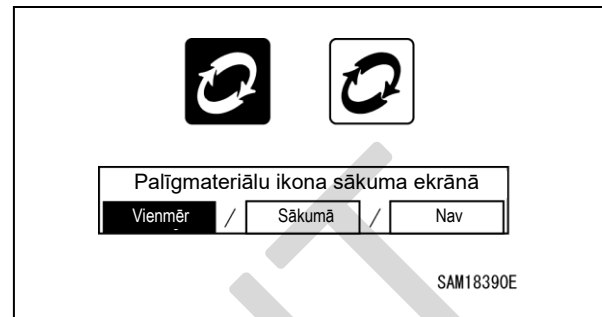 Palīgmateriālu ikona sākuma ekrānā
Vienmēr / Sākumā / Nav
SAM18390E